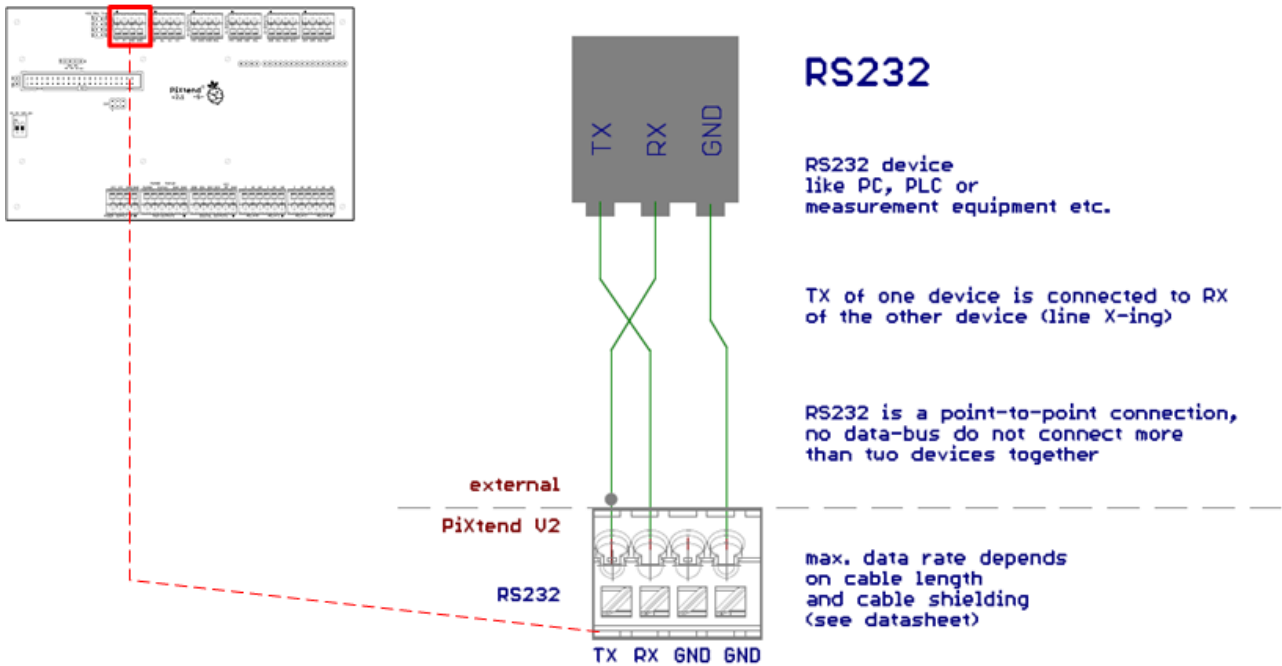 PiXtend
TX
RX
GND
RS232
RS232 device
like PC, PLC or
measurement equipment etc.
TX of one device is connected to RX
of the other device (line X-ing)
RS232 is a point-to-point connection,
no data-bus do not connect more
than two devices together
external
PiXtend V2
RS232
max. data rate depends
on cable length
and cable shielding
(see datasheet)
TX RX GND GND